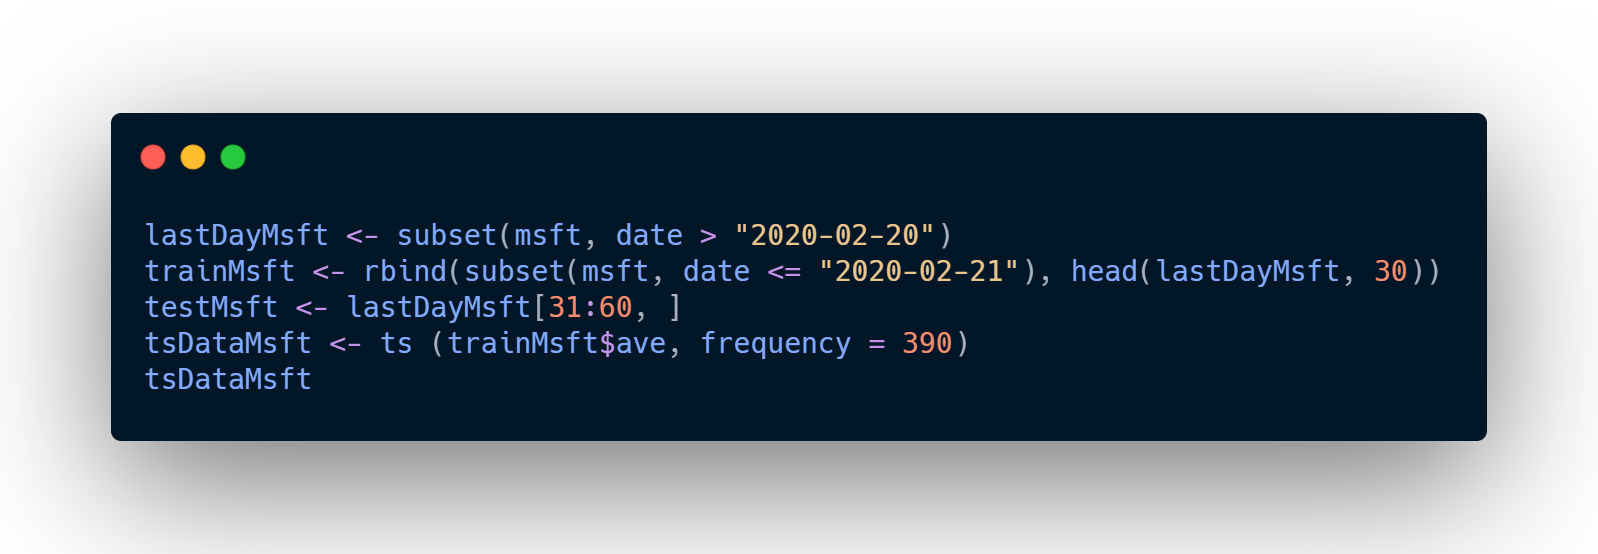 lastDayMsft <- subset(msft, date > "2020-02-20")
trainMsft <- rbind(subset(msft, date <= "2020-02-21"), head(lastDayMsft, 30))
testMsft <- lastDayMsft[31:60, ]
tsDataMsft <- ts (trainMsft$ave, frequency = 390)
tsDataMsft